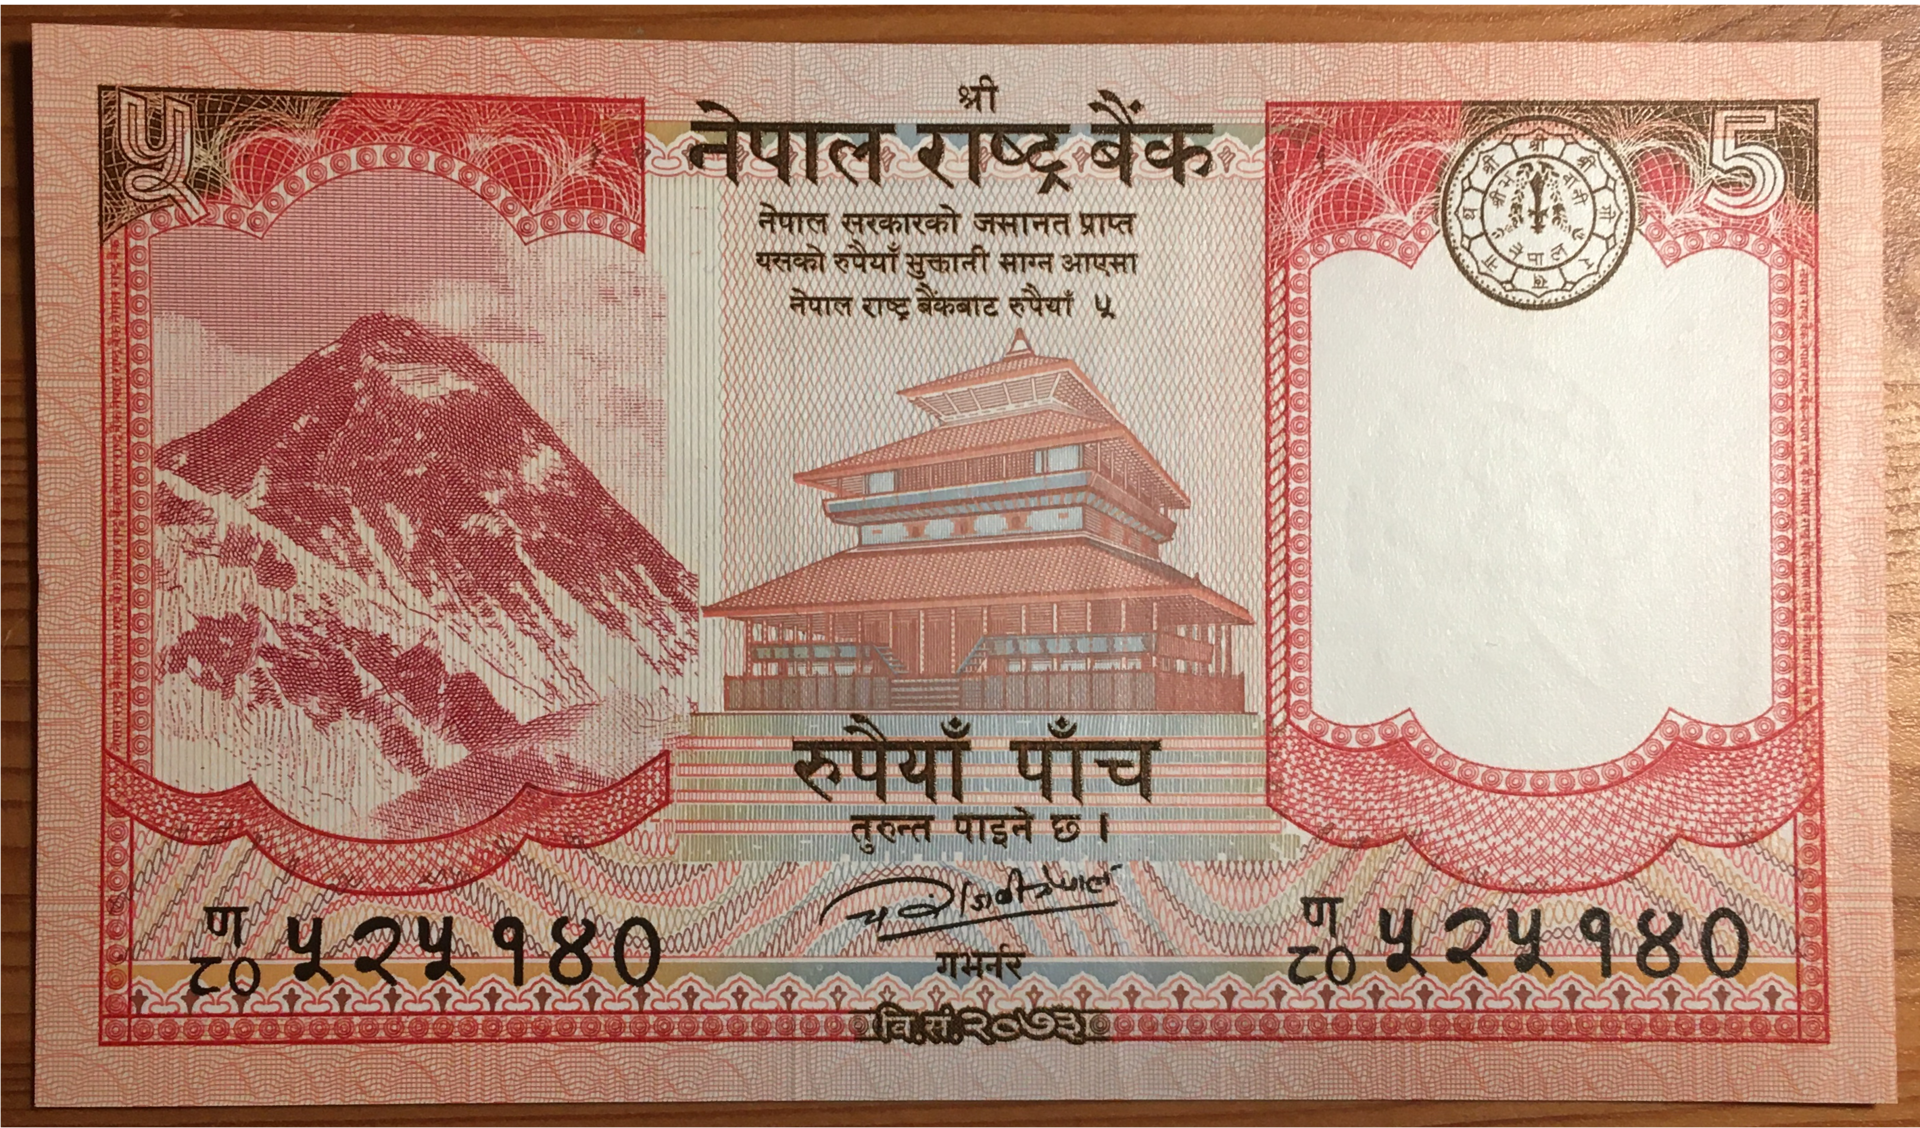 ५
श्री
नेपाल राष्ट्र बैंक
5
नेपाल सरकारको जमानत प्राप्त
यसको रुपैयाँ भुक्तानी माग्न आएमा
नेपाल राष्ट्र बैंकबाट रुपैयाँ ५
रुपैयाँ पाँच
तुरुन्त पाइने छ ।
गभर्नर
ण
८०
५२५१४०
ण
८०
५२५१४०
वि.सं.२०७३